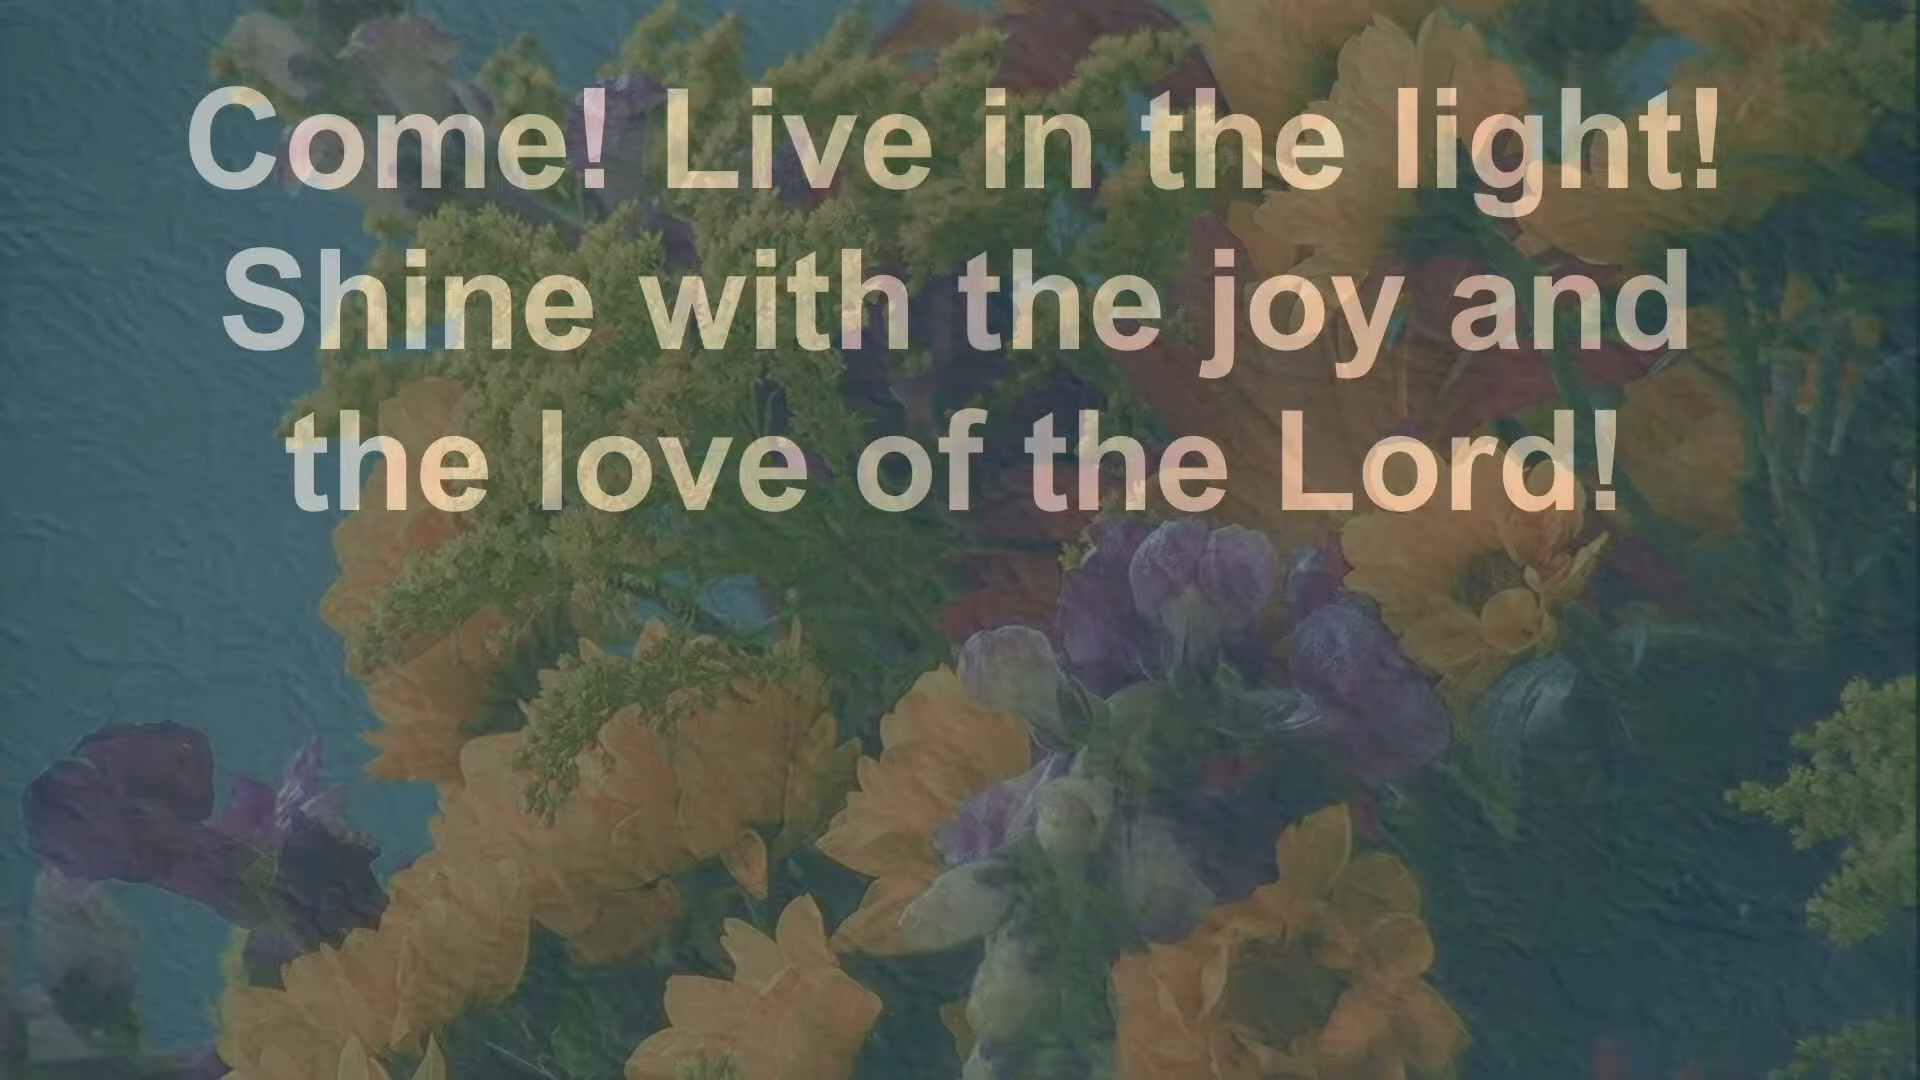 Come! Live in the light!
Shine with the joy and
the love of the Lord!